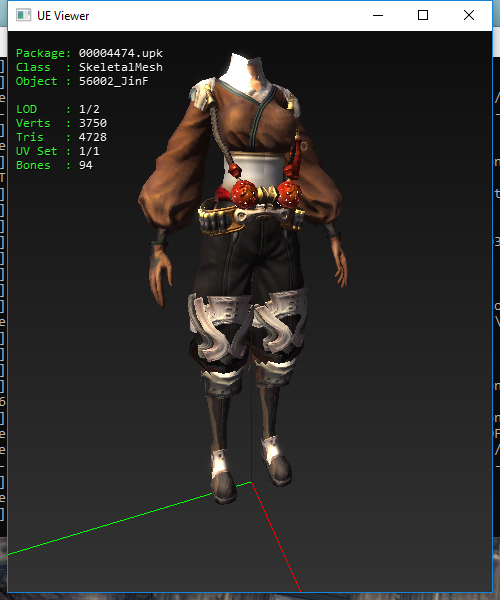 UE Viewer
Package: 00004474.upk
Class : SkeletalMesh
Object : 56002_JinF
LOD : 1/2
Verts : 3750
Tris : 4728
UV Set : 1/1
Bones : 94